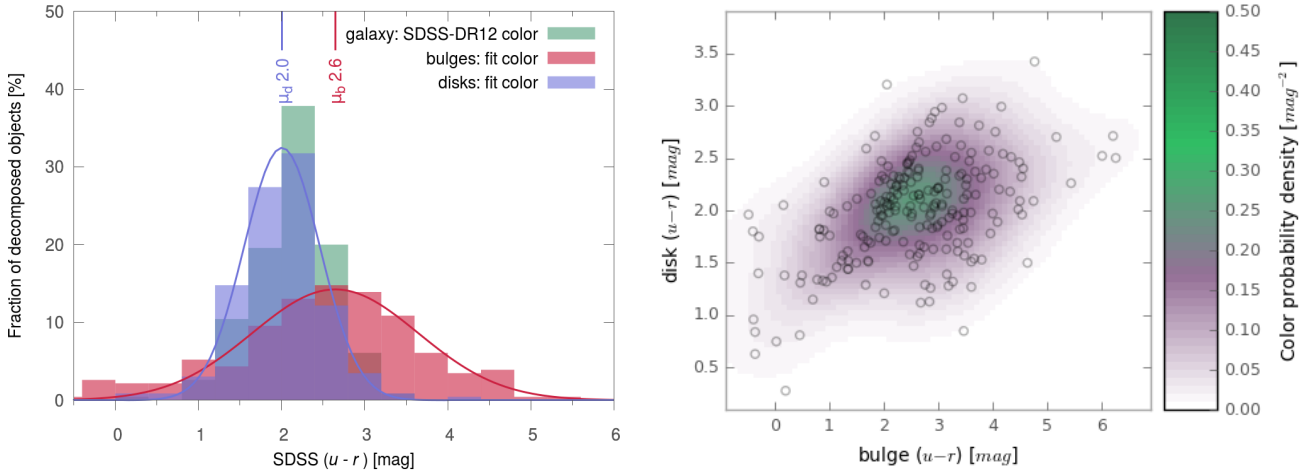 Fraction of decomposed objects [%]
50
40
30
20
10
0
μd 2.0
μb 2.6
galaxy: SDSS-DR12 color
bulges: fit color
disks: fit color
0 1 2 3 4 5 6
SDSS (u - r ) [mag]
disk (u−r) [mag]
3.5
3.0
2.5
2.0
1.5
1.0
0.5
0 1 2 3 4 5 6
bulge (u−r) [mag]
0.50
0.45
0.40
0.35
0.30
0.25
0.20
0.15
0.10
0.05
0.00
Color probability density [mag⁻²]